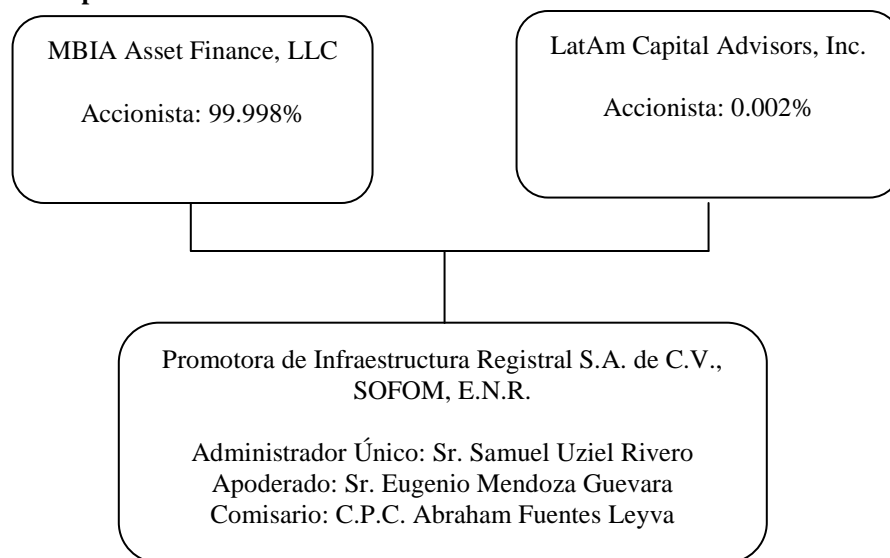 MBIA Asset Finance, LLC
Accionista: 99.998%
LatAm Capital Advisors, Inc.
Accionista: 0.002%
Promotora de Infraestructura Registral S.A. de C.V.,
SOFOM, E.N.R.
Administrador Único: Sr. Samuel Uziel Rivero
Apoderado: Sr. Eugenio Mendoza Guevara
Comisario: C.P.C. Abraham Fuentes Leyva